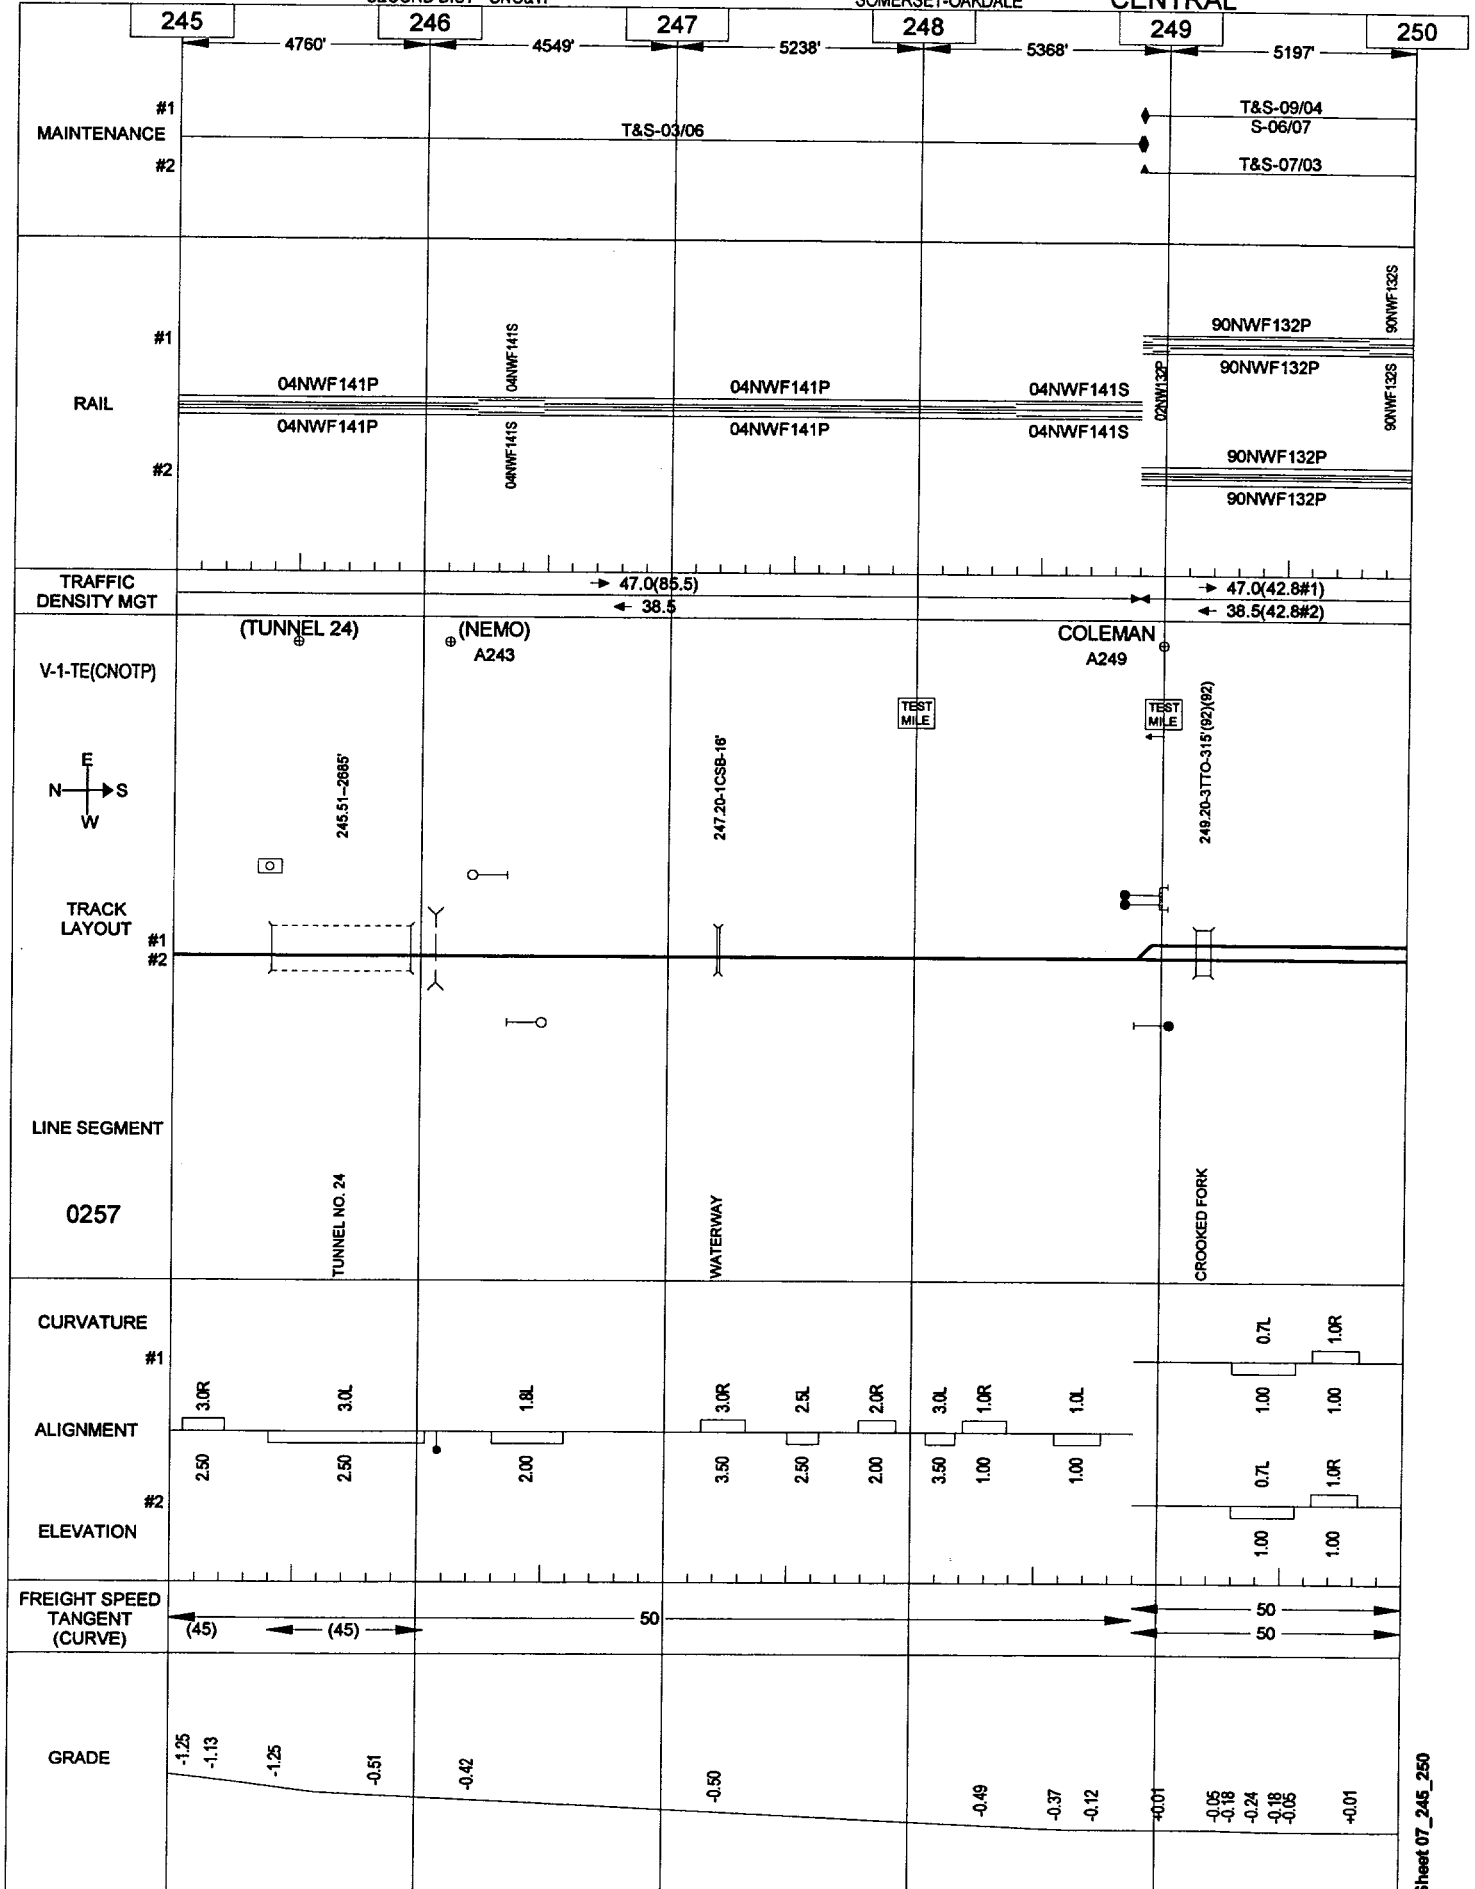 SOMERSET-OAKDALE
CENTRAL
245 246 247 248 249 250
4760' 4549' 5238' 5368' 5197'
#1
MAINTENANCE
#2
T&S-03/06
T&S-09/04
S-06/07
T&S-07/03
#1
RAIL
#2
04NWF141P
04NWF141P
04NWF141S
04NWF141S
04NWF141P
04NWF141P
04NWF141S
04NWF141S
02NW132P
90NWF132P
90NWF132P
90NWF132S
90NWF132S
90NWF132P
90NWF132P
TRAFFIC
DENSITY MGT
47.0(85.5)
38.5
47.0(42.8#1)
38.5(42.8#2)
V-1-TE(CNOTP)
(TUNNEL 24)
(NEMO)
A243
COLEMAN
A249
TEST
MILE
TEST
MILE
E
N S
W
245.51--2685'
247.20-1CSB-16'
249.20-3TTO-315'(92)(92)
TRACK
LAYOUT
#1
#2
LINE SEGMENT
0257
TUNNEL NO. 24
WATERWAY
CROOKED FORK
CURVATURE
#1
ALIGNMENT
#2
ELEVATION
3.0R 3.0L 1.8L 3.0R 2.5L 2.0R 3.0L 1.0R 1.0L
2.50 2.50 2.00 3.50 2.50 2.00 3.50 1.00 1.00
0.7L 1.0R
1.00 1.00
0.7L 1.0R
1.00 1.00
FREIGHT SPEED
TANGENT
(CURVE)
(45) (45) 50
50
50
GRADE
-1.25 -1.13 -1.25 -0.51 -0.42 -0.50 -0.49 -0.37 -0.12 +0.01 -0.05 -0.18 -0.24 -0.18 -0.05 +0.01
Sheet 07_245_250